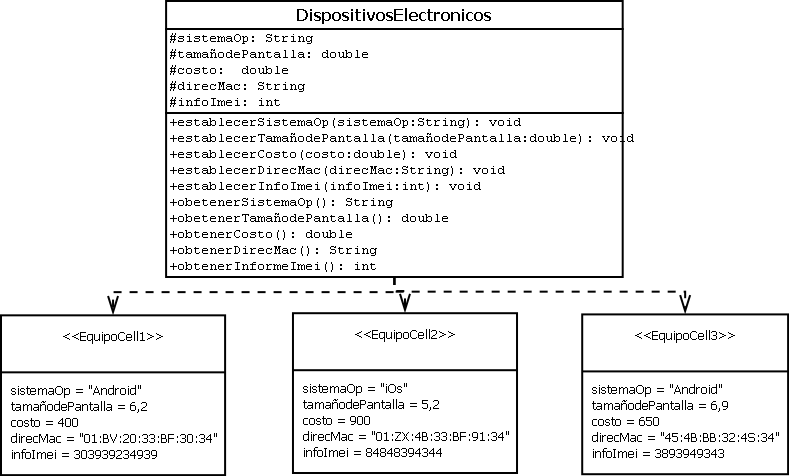 DispositivosElectronicos
#sistemaOp: String
#tamañodePantalla: double
#costo:  double
#direcMac: String
#infoImei: int
+establecerSistemaOp(sistemaOp:String): void
+establecerTamañodePantalla(tamañodePantalla:double): void
+establecerCosto(costo:double): void
+establecerDirecMac(direcMac:String): void
+establecerInfoImei(infoImei:int): void
+obetenerSistemaOp(): String
+obetenerTamañodePantalla(): double
+obtenerCosto(): double
+obtenerDirecMac(): String
+obtenerInformeImei(): int
<<EquipoCell1>>
sistemaOp = "Android"
tamañodePantalla = 6,2
costo = 400
direcMac = "01:BV:20:33:BF:30:34"
infoImei = 303939234939
<<EquipoCell2>>
sistemaOp = "iOs"
tamañodePantalla = 5,2
costo = 900
direcMac = "01:ZX:4B:33:BF:91:34"
infoImei = 84848394344
<<EquipoCell3>>
sistemaOp = "Android"
tamañodePantalla = 6,9
costo = 650
direcMac = "45:4B:BB:32:4S:34"
infoImei = 3893949343